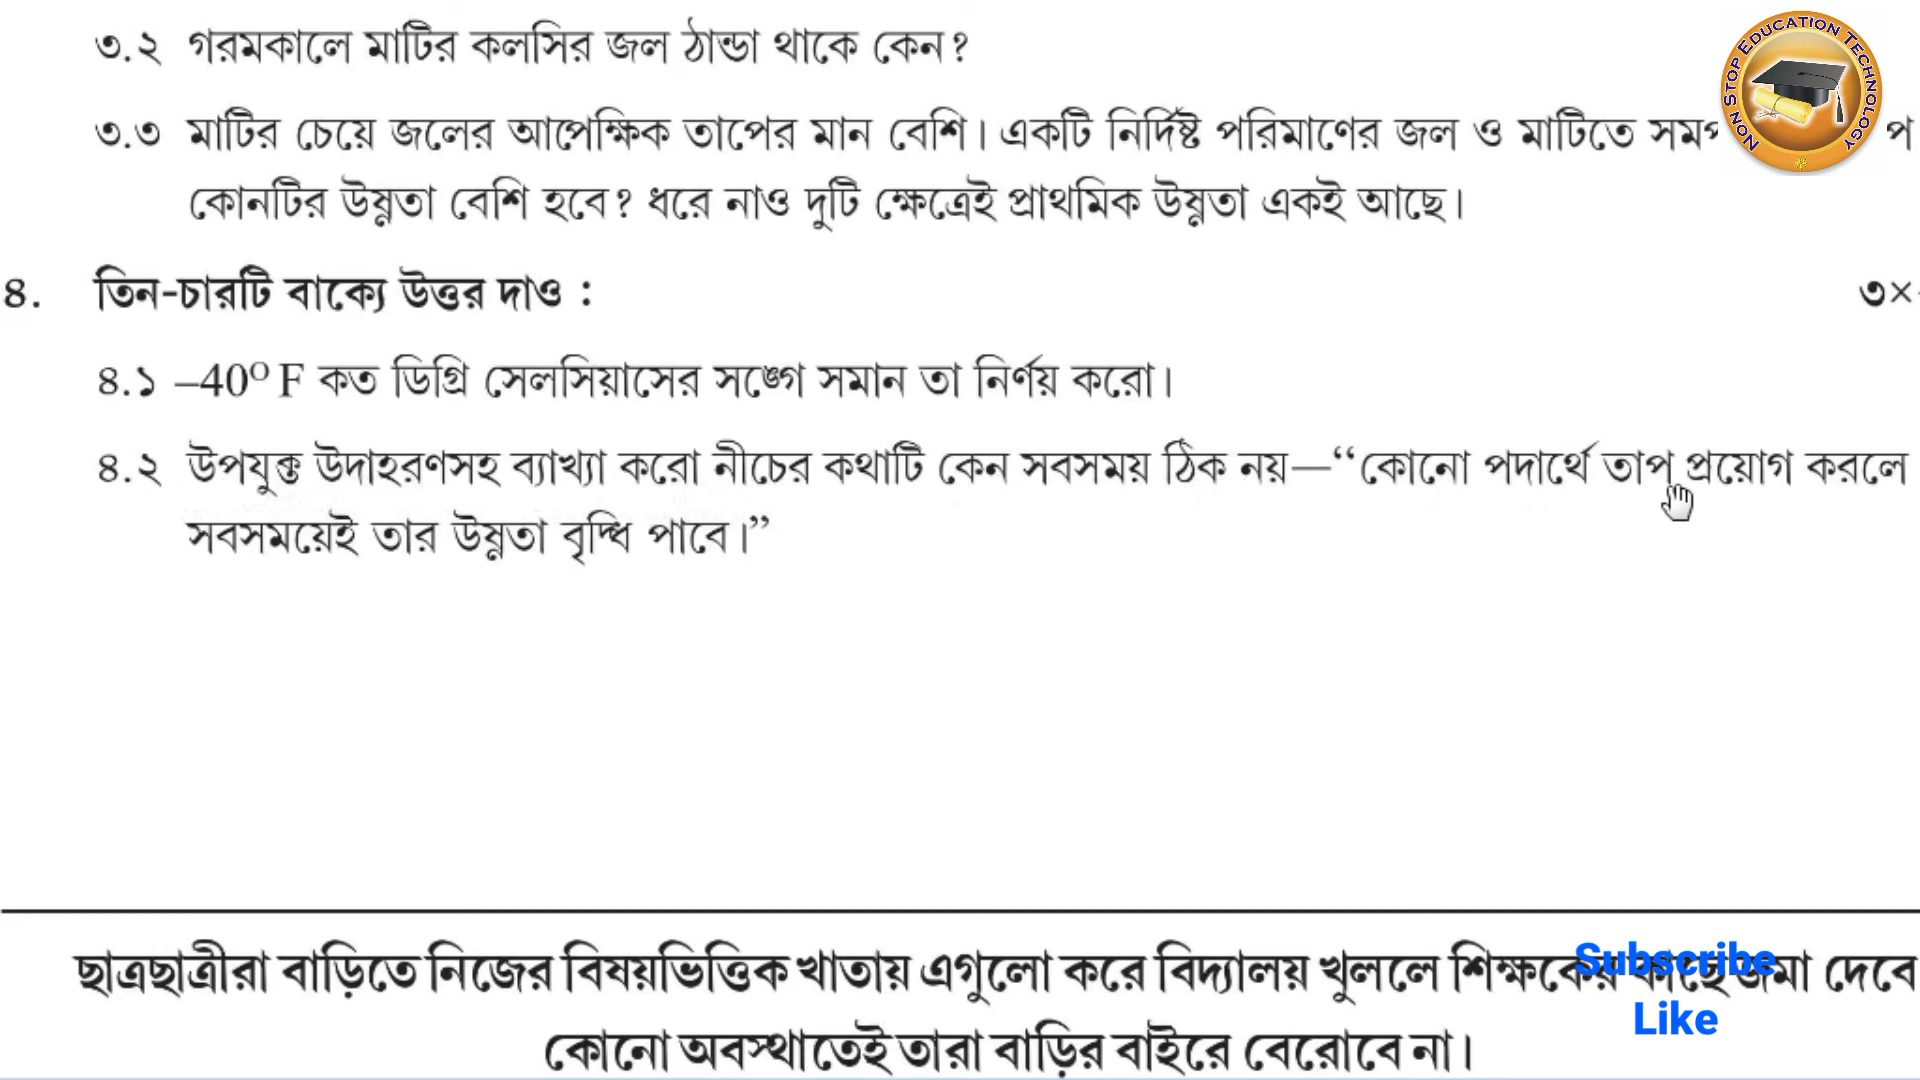 ৩.২ গরমকালে মাটির কলসির জল ঠান্ডা থাকে কেন?
NON STOP EDUCATION TECHNOLOGY
৩.৩ মাটির চেয়ে জলের আপেক্ষিক তাপের মান বেশি। একটি নির্দিষ্ট পরিমাণের জল ও মাটিতে
কোনটির উষ্ণতা বেশি হবে? ধরে নাও দুটি ক্ষেত্রেই প্রাথমিক উষ্ণতা একই আছে।
৪. তিন-চারটি বাক্যে উত্তর দাও : ৩×
৪.১ –40° F কত ডিগ্রি সেলসিয়াসের সঙ্গে সমান তা নির্ণয় করো।
৪.২ উপযুক্ত উদাহরণসহ ব্যাখ্যা করো নীচের কথাটি কেন সবসময় ঠিক নয়—“কোনো পদার্থে তাপ প্রয়োগ করলে
সবসময়েই তার উষ্ণতা বৃদ্ধি পাবে।”
ছাত্রছাত্রীরা বাড়িতে নিজের বিষয়ভিত্তিক খাতায় এগুলো করে বিদ্যালয় খুললে শিক্ষকের কাছে জমা দেবে
Subscribe
Like
কোনো অবস্থাতেই তারা বাড়ির বাইরে বেরোবে না।